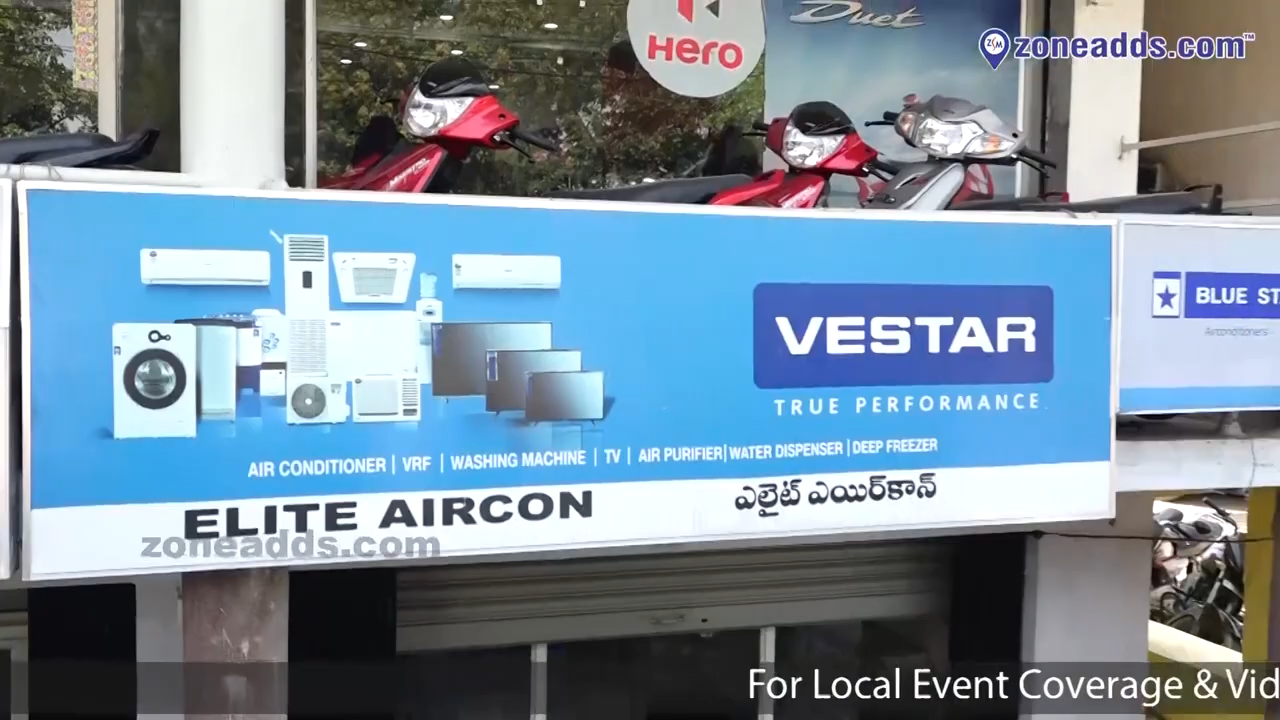 HERO
Duet
zoneadds.com™
VESTAR
TRUE PERFORMANCE
BLUE ST
Airconditioners
AIR CONDITIONER | VRF | WASHING MACHINE | TV | AIR PURIFIER | WATER DISPENSER | DEEP FREEZER
ELITE AIRCON
ఎలైట్ ఎయిర్‌కాన్
zoneadds.com
For Local Event Coverage & Vid